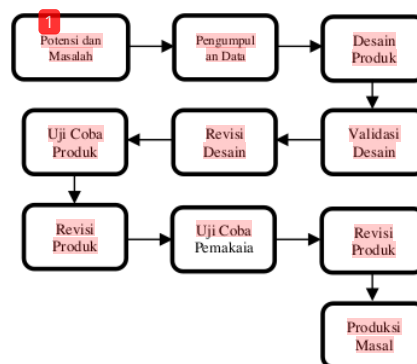 1
Potensi dan
Masalah
Pengumpul
an Data
Desain
Produk
Validasi
Desain
Revisi
Desain
Uji Coba
Produk
Revisi
Produk
Uji Coba
Pemakaia
Revisi
Produk
Produksi
Masal